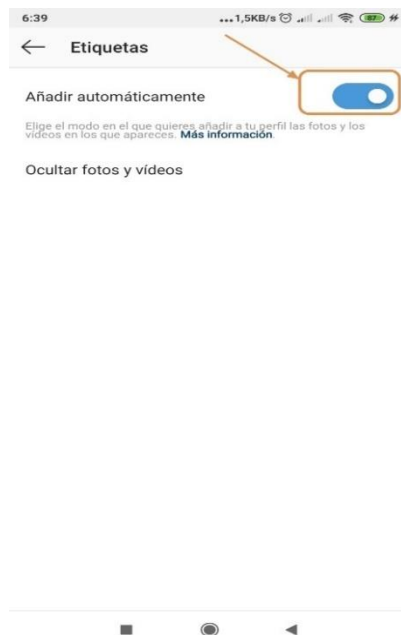 6:39 ...1,5KB/s 87
Etiquetas
Añadir automáticamente
Elige el modo en el que quieres añadir a tu perfil las fotos y los
vídeos en los que apareces. Más información.
Ocultar fotos y vídeos